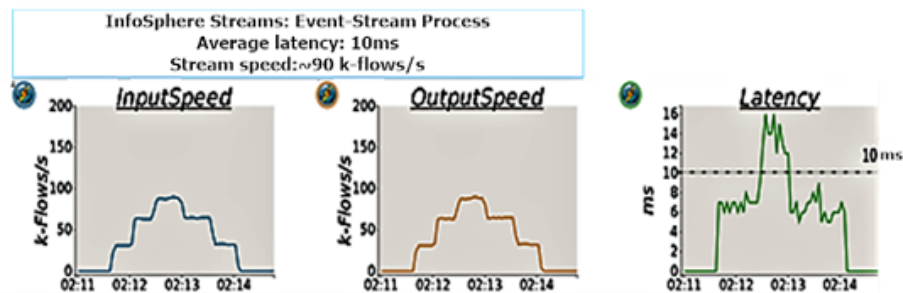 InfoSphere Streams: Event-Stream Process
Average latency: 10ms
Stream speed:~90 k-flows/s
InputSpeed
k-Flows/s
200
150
100
50
0
02:11 02:12 02:13 02:14
OutputSpeed
k-Flows/s
200
150
100
50
0
02:11 02:12 02:13 02:14
Latency
ms
16
14
12
10
8
6
4
2
0
10 ms
02:11 02:12 02:13 02:14